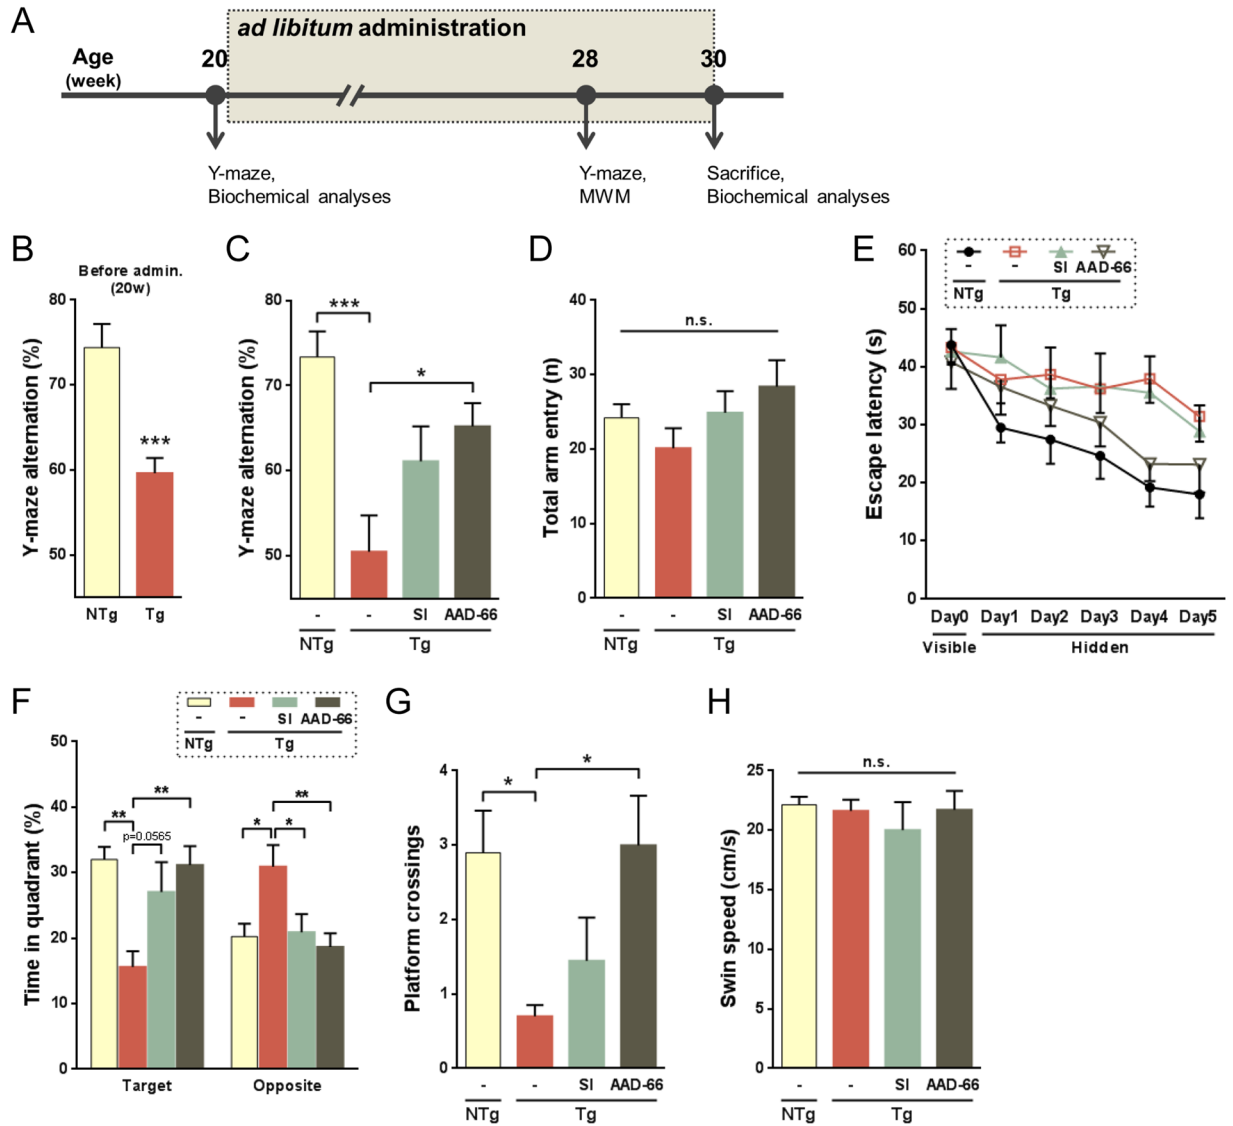 A
ad libitum administration
Age
(week)
20
28
30
Y-maze,
Biochemical analyses
Y-maze,
MWM
Sacrifice,
Biochemical analyses
B
Before admin.
(20w)
Y-maze alternation (%)
80
70
60
50
***
NTg
Tg
C
Y-maze alternation (%)
80
70
60
50
***
*
-
-
SI
AAD-66
NTg
Tg
D
Total arm entry (n)
40
30
20
10
0
n.s.
-
-
SI
AAD-66
NTg
Tg
E
Escape latency (s)
60
50
40
30
20
10
0
-
-
SI
AAD-66
NTg
Tg
Day0
Day1
Day2
Day3
Day4
Day5
Visible
Hidden
F
-
-
SI
AAD-66
NTg
Tg
Time in quadrant (%)
50
40
30
20
10
0
**
**
p=0.0565
**
*
*
Target
Opposite
G
Platform crossings
4
3
2
1
0
*
*
-
-
SI
AAD-66
NTg
Tg
H
Swin speed (cm/s)
25
20
15
10
5
0
n.s.
-
-
SI
AAD-66
NTg
Tg